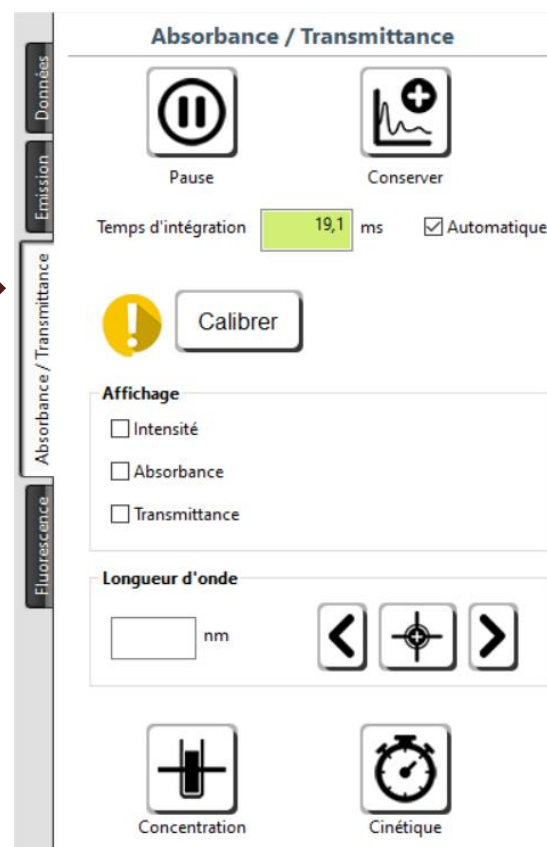 Absorbance / Transmittance
Données
Emission
Absorbance / Transmittance
Fluorescence
Pause
Conserver
Temps d'intégration 19,1 ms Automatique
! Calibrer
Affichage
Intensité
Absorbance
Transmittance
Longueur d'onde
nm
Concentration
Cinétique